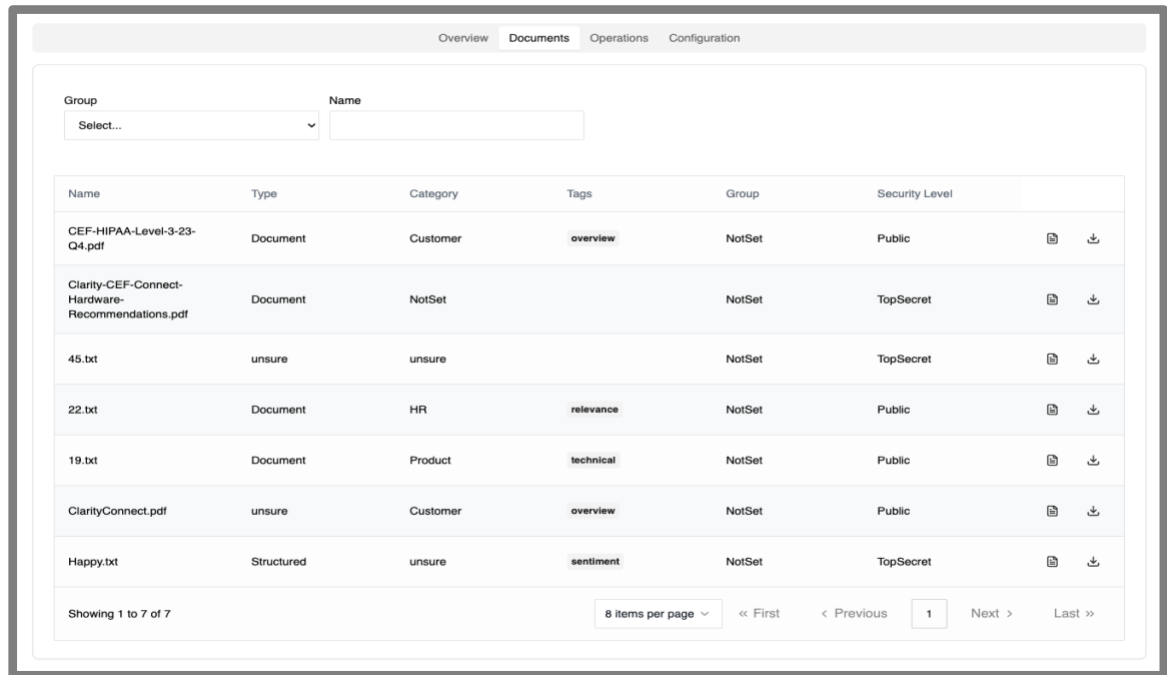 Overview Documents Operations Configuration
Group Name
Select...
Name Type Category Tags Group Security Level
CEF-HIPAA-Level-3-23-
Q4.pdf Document Customer overview NotSet Public
Clarity-CEF-Connect-
Hardware-
Recommendations.pdf Document NotSet NotSet TopSecret
45.txt unsure unsure NotSet TopSecret
22.txt Document HR relevance NotSet Public
19.txt Document Product technical NotSet Public
ClarityConnect.pdf unsure Customer overview NotSet Public
Happy.txt Structured unsure sentiment NotSet TopSecret
Showing 1 to 7 of 7 8 items per page « First < Previous 1 Next > Last »